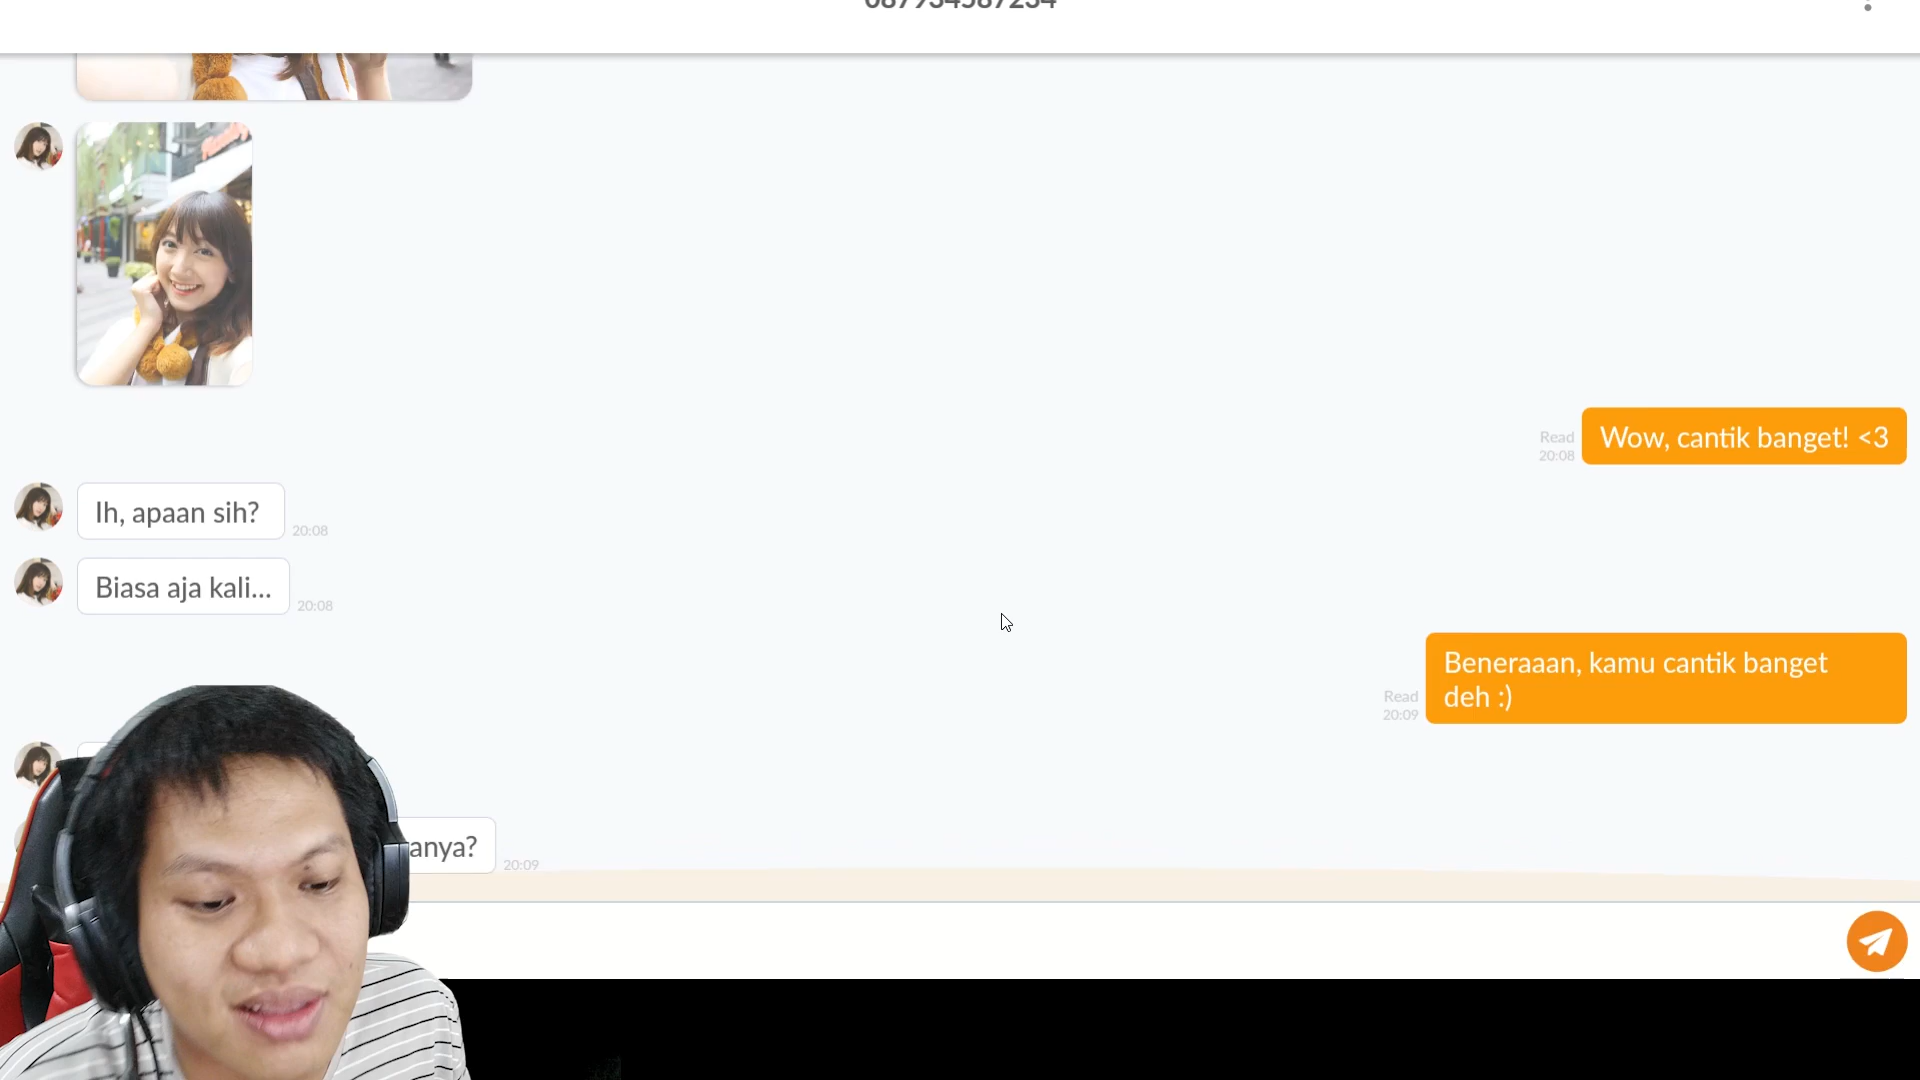 Wow, cantik banget! <3
Read
20:08
Ih, apaan sih?
20:08
Biasa aja kali...
20:08
Beneraaan, kamu cantik banget
deh :)
Read
20:09
anya?
20:09